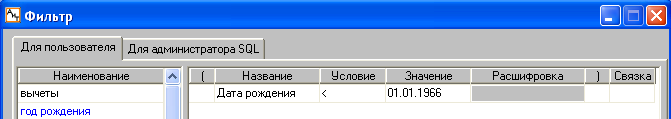 Фильтр
Для пользователя Для администратора SQL
Наименование ( Название Условие Значение Расшифровка ) Связка
вычеты Дата рождения < 01.01.1966
год рождения